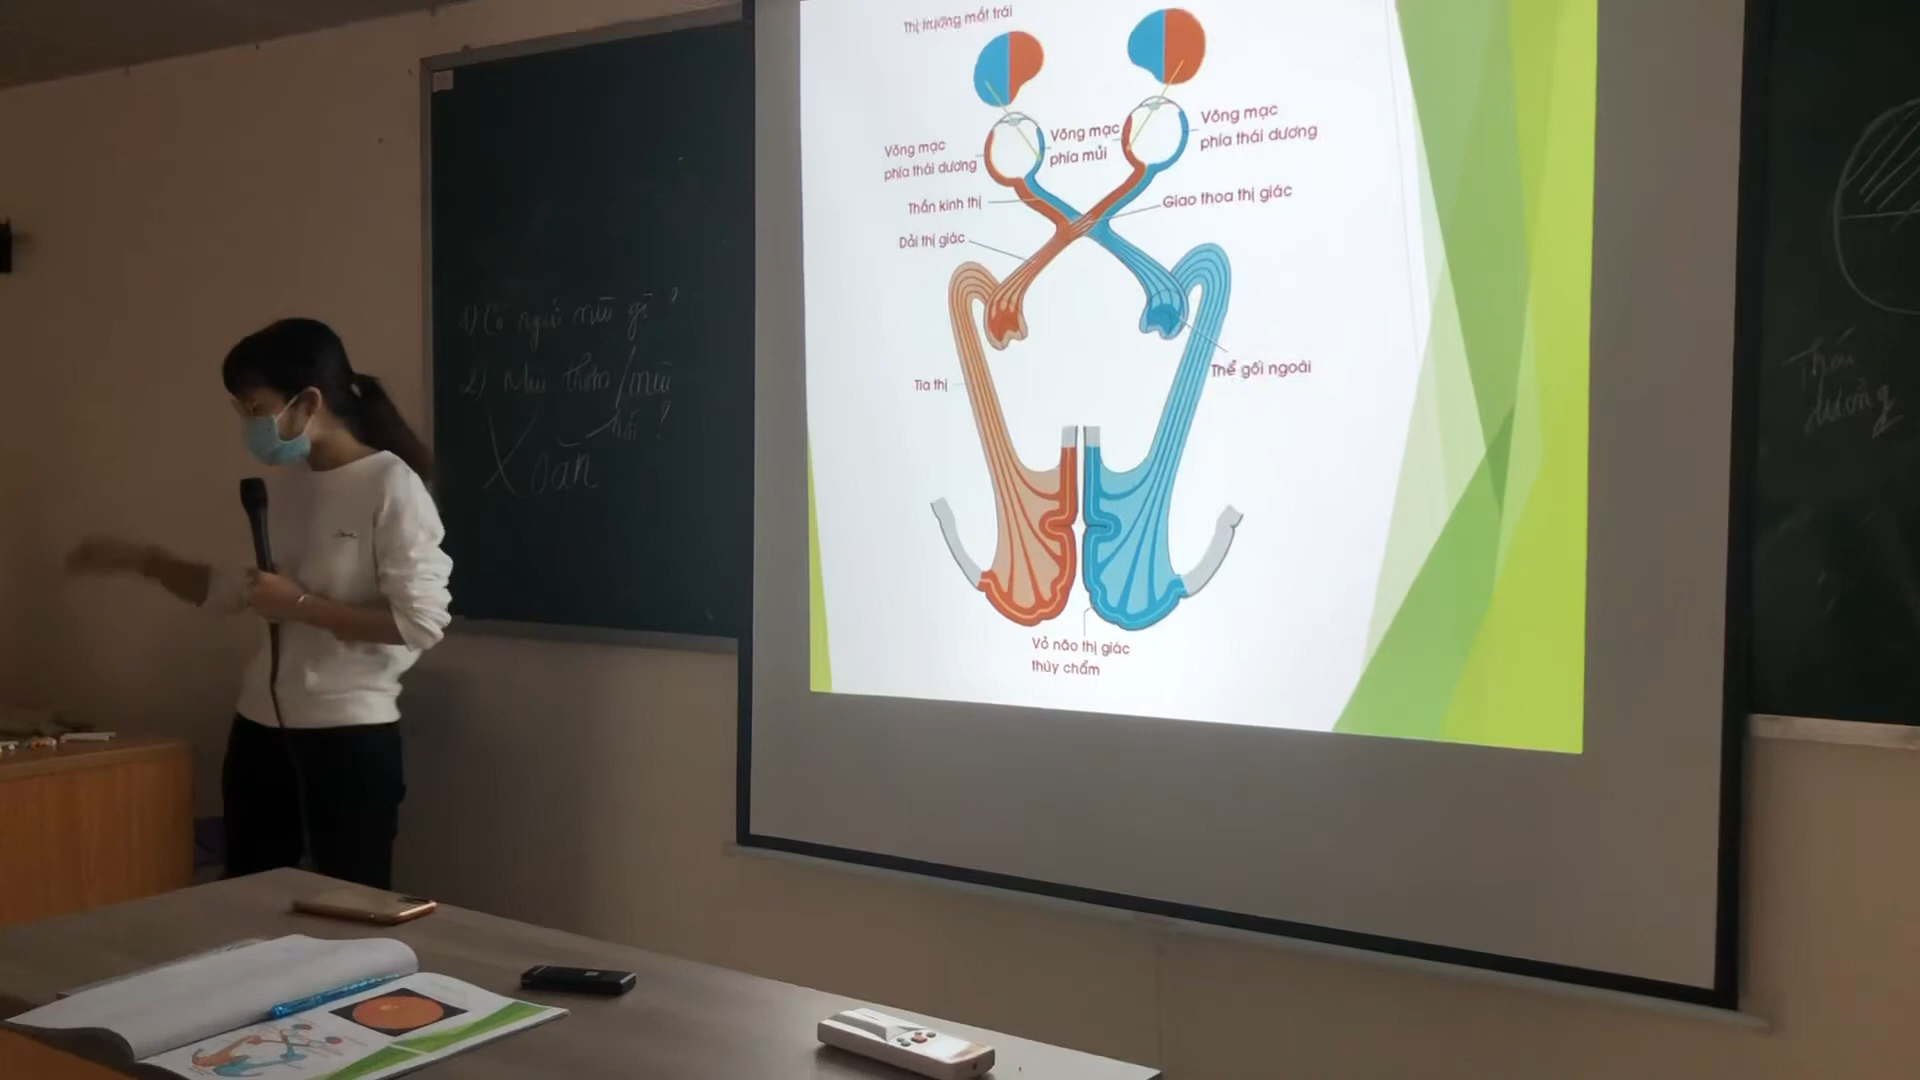 Thị trường mắt trái
Võng mạc
phía thái dương
Võng mạc
phía mũi
Võng mạc
phía thái dương
Thần kinh thị
Giao thoa thị giác
Dải thị giác
Tia thị
Thể gối ngoài
Vỏ não thị giác
thùy chẩm
1) Có ngửi mùi gì ?
2) Mùi thơm / mùi
hôi ?
Xoăn
Thái
dương